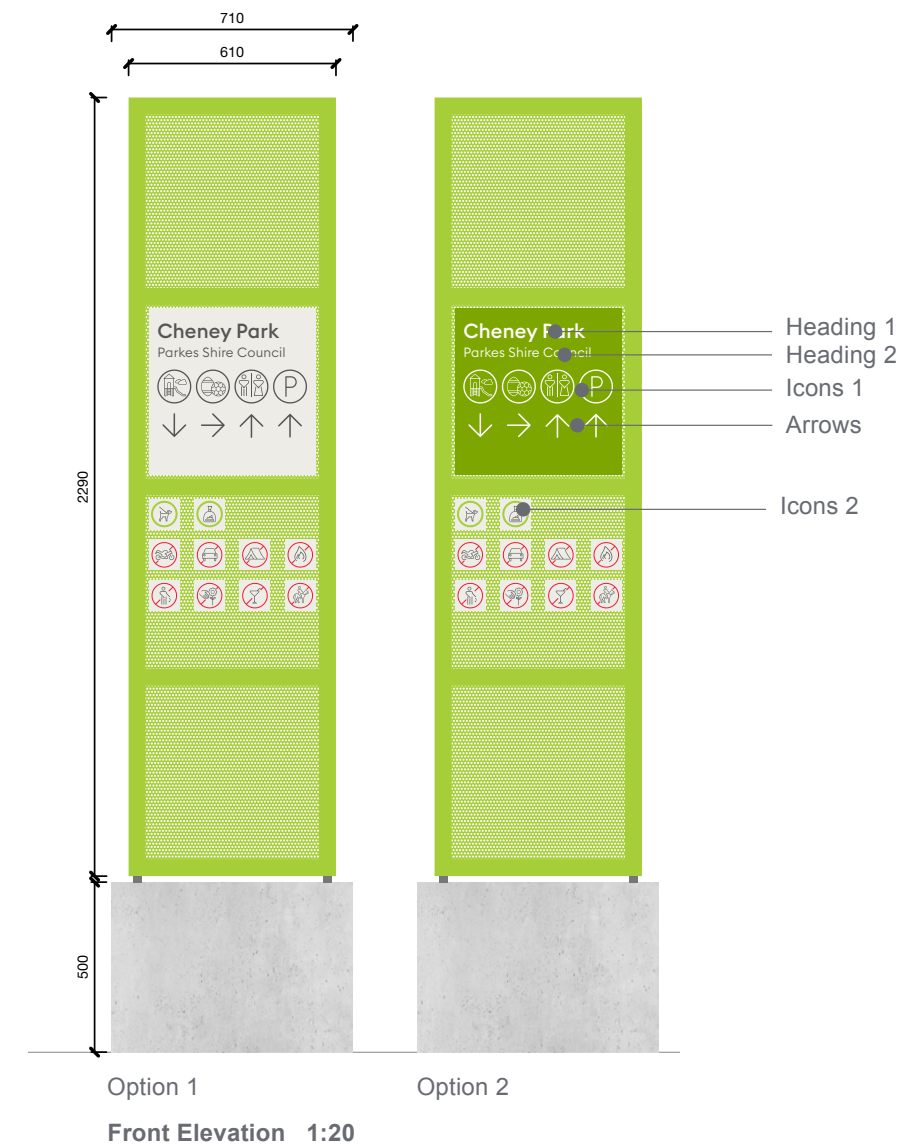 710
610
2290
500
Cheney Park
Parkes Shire Council
P
Cheney Park
Parkes Shire Council
P
Heading 1
Heading 2
Icons 1
Arrows
Icons 2
Option 1
Option 2
Front Elevation 1:20